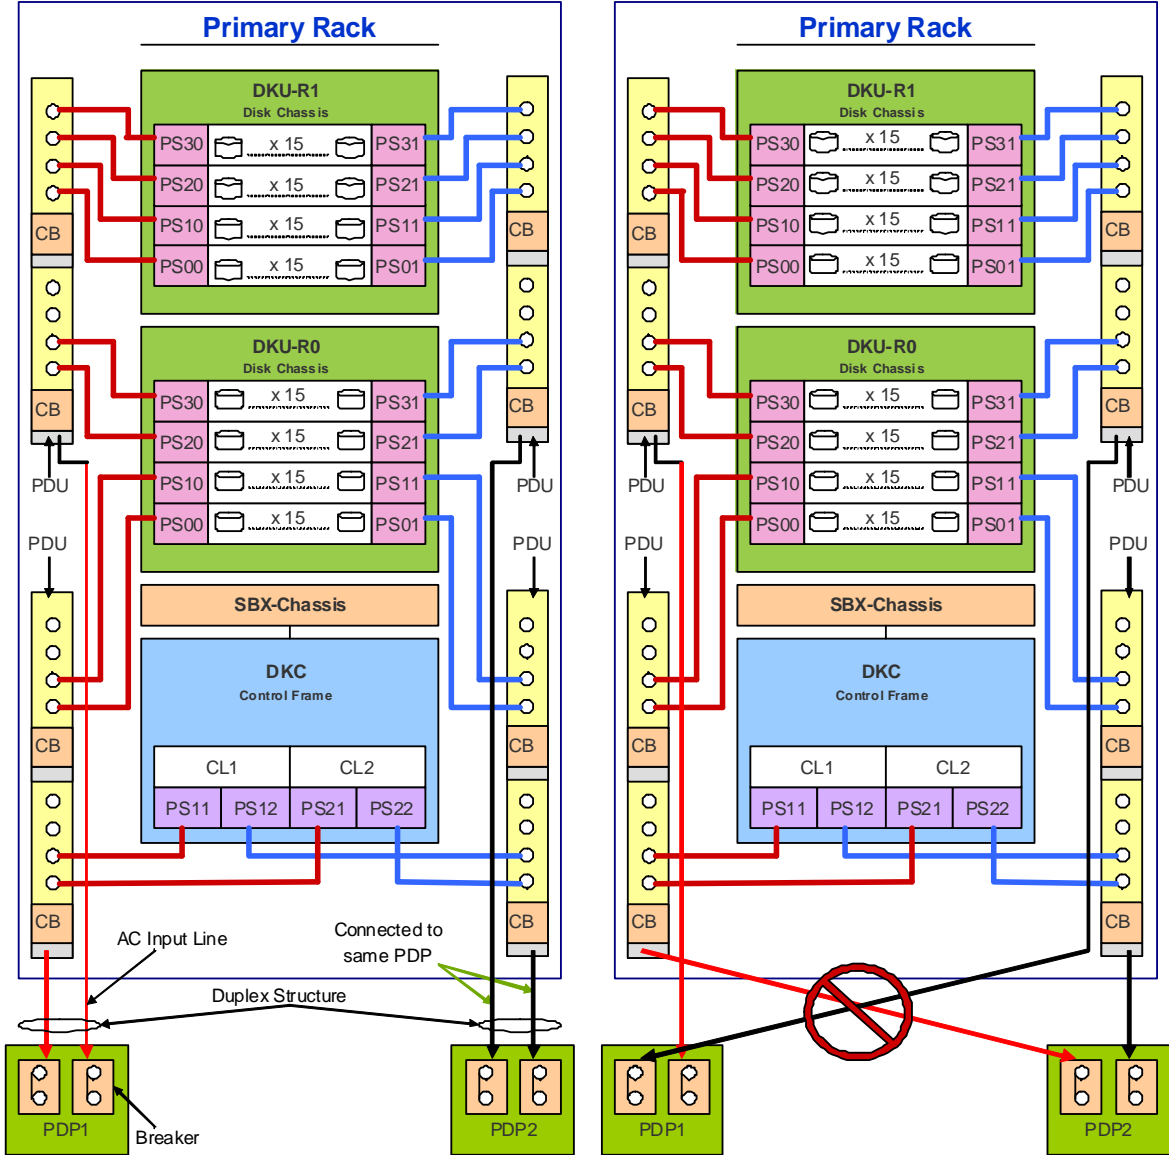 Primary Rack
DKU-R1
Disk Chassis
PS30 x 15 PS31
PS20 x 15 PS21
PS10 x 15 PS11
PS00 x 15 PS01
CB
CB
DKU-R0
Disk Chassis
PS30 x 15 PS31
PS20 x 15 PS21
PS10 x 15 PS11
PS00 x 15 PS01
CB
CB
PDU
PDU
PDU
PDU
SBX-Chassis
DKC
Control Frame
CL1 CL2
PS11 PS12 PS21 PS22
CB
CB
CB
CB
AC Input Line
Connected to
same PDP
Duplex Structure
PDP1
Breaker
PDP2
Primary Rack
DKU-R1
Disk Chassis
PS30 x 15 PS31
PS20 x 15 PS21
PS10 x 15 PS11
PS00 x 15 PS01
CB
CB
DKU-R0
Disk Chassis
PS30 x 15 PS31
PS20 x 15 PS21
PS10 x 15 PS11
PS00 x 15 PS01
CB
CB
PDU
PDU
PDU
PDU
SBX-Chassis
DKC
Control Frame
CL1 CL2
PS11 PS12 PS21 PS22
CB
CB
CB
CB
PDP1
PDP2